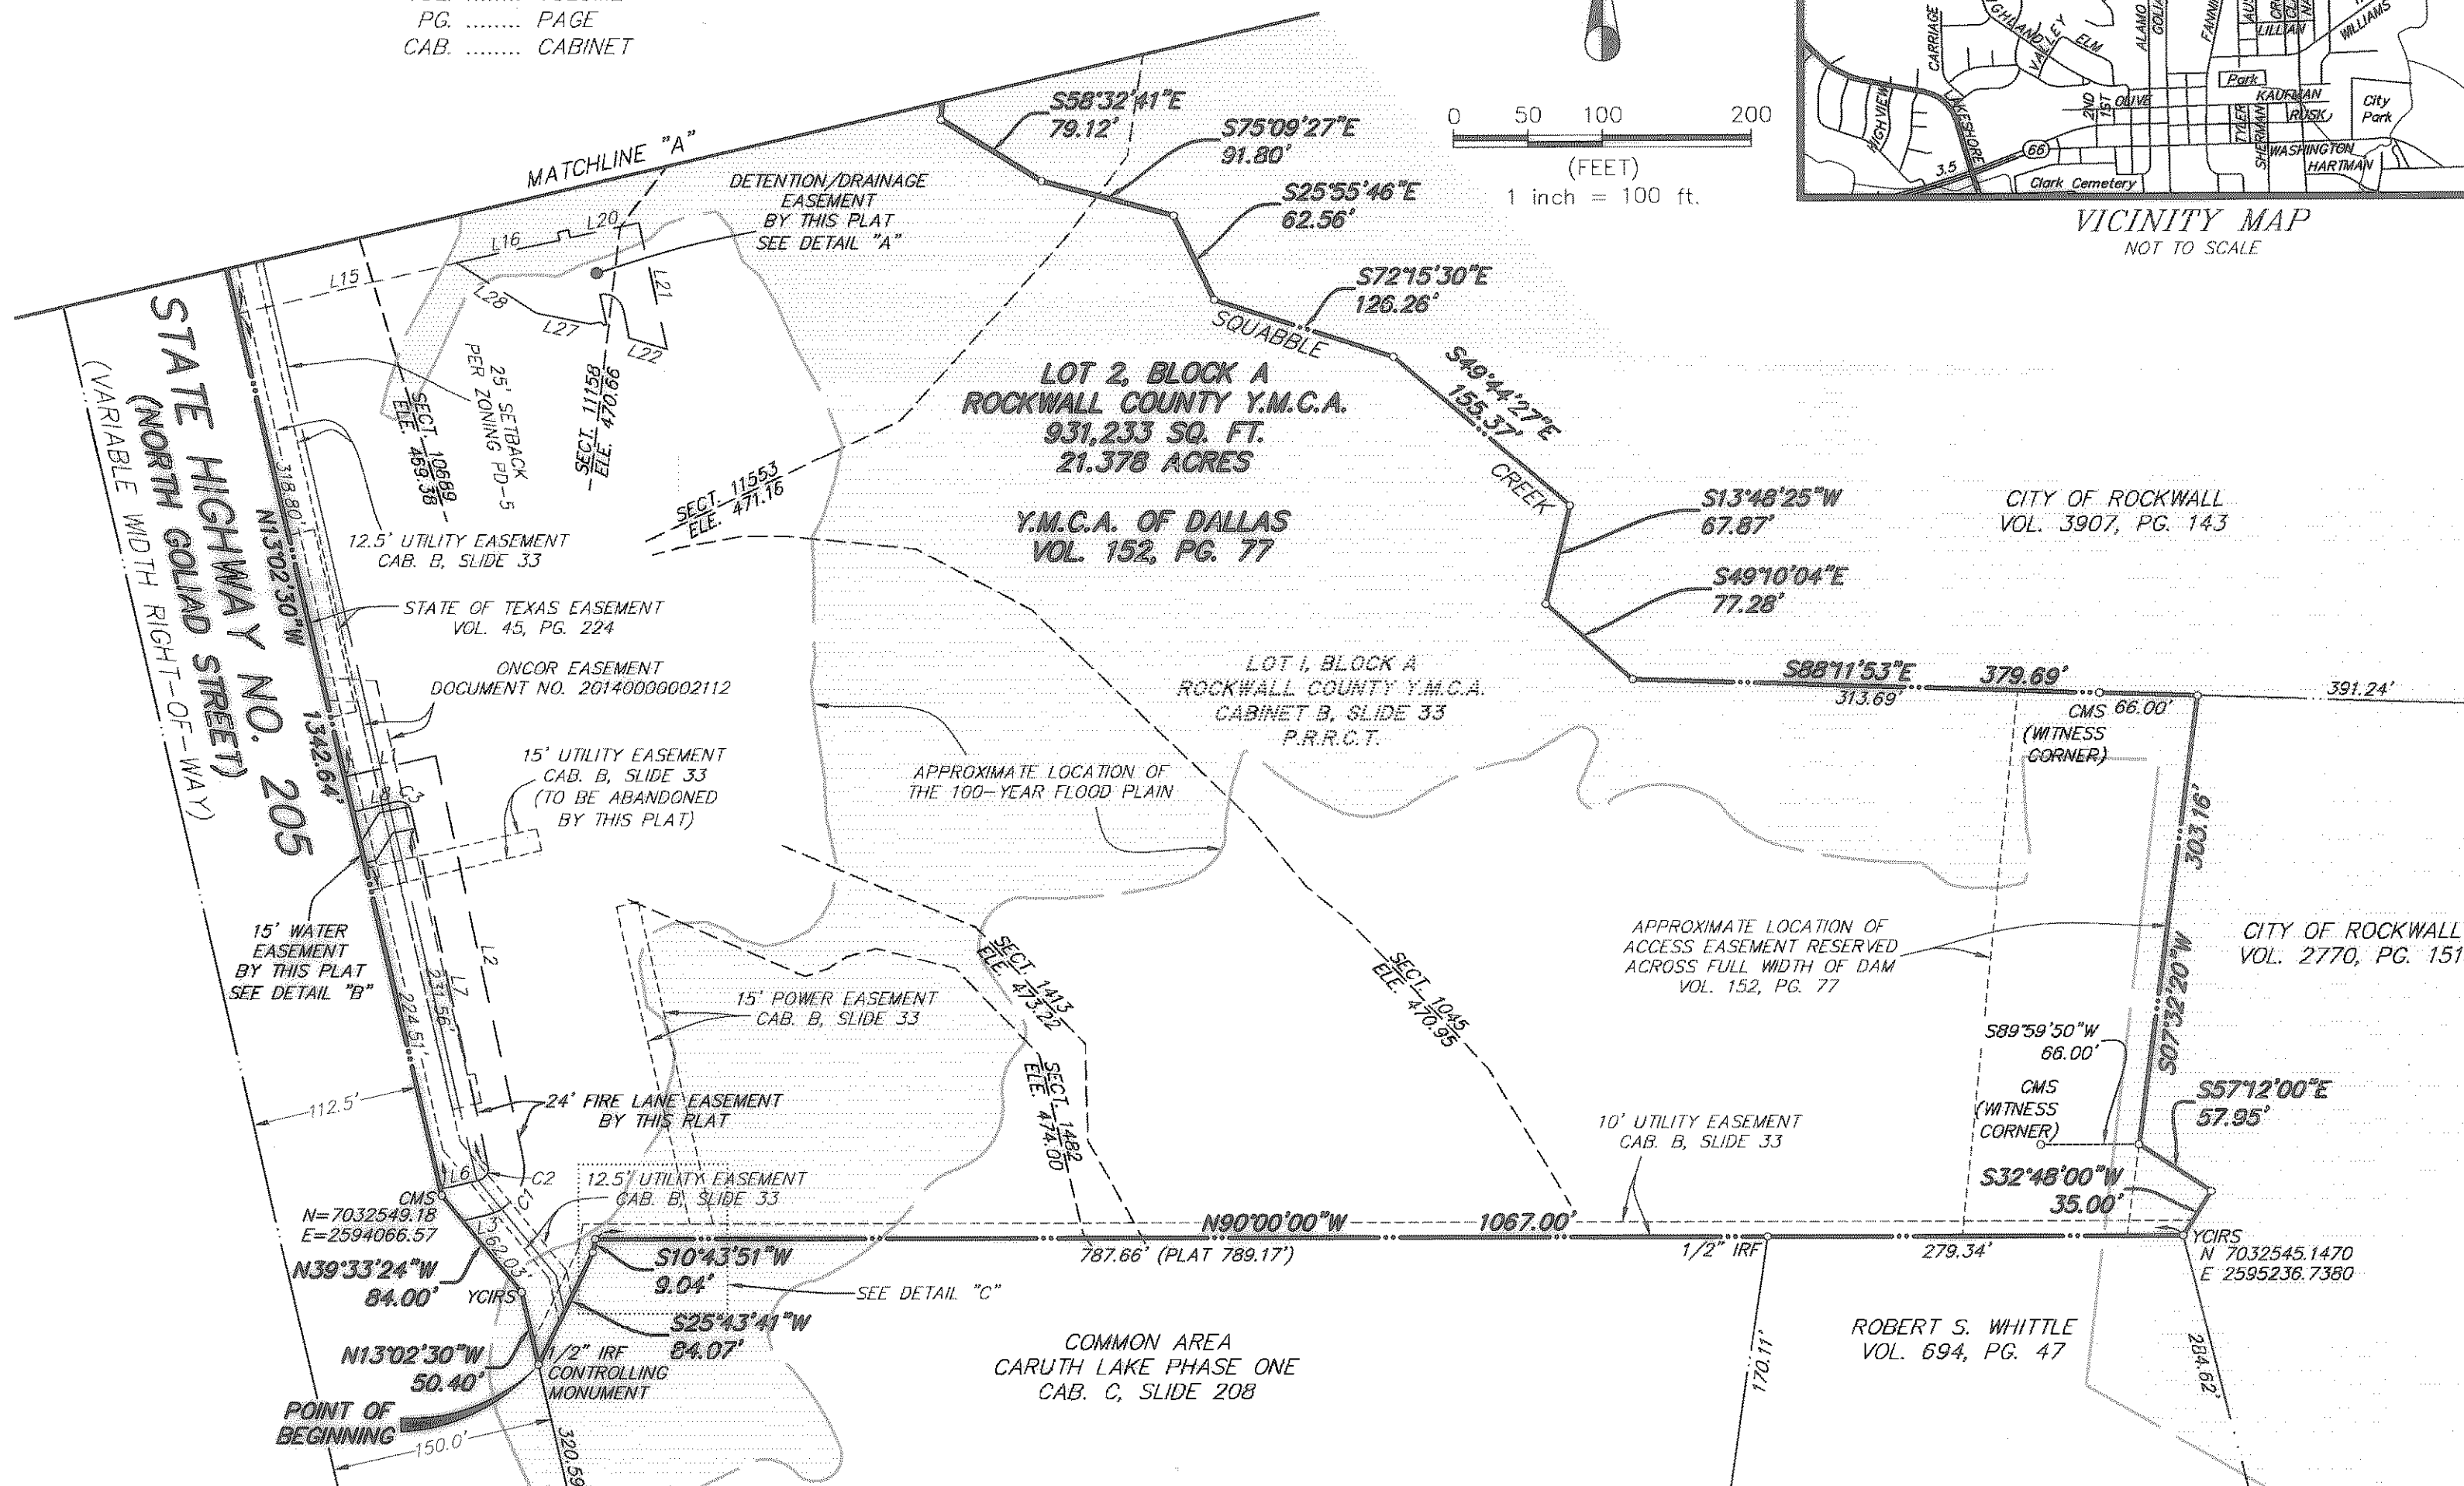 PG. ........ PAGE
CAB. ........ CABINET
MATCHLINE "A"
S58°32'41"E
79.12'
S75°09'27"E
91.80'
S25°55'46"E
62.56'
S72°15'30"E
126.26'
SQUABBLE
CREEK
S49°44'27"E
155.37'
S13°48'25"W
67.87'
S49°10'04"E
77.28'
S88°11'53"E 379.69'
313.69'
391.24'
CMS 66.00'
(WITNESS
CORNER)
0 50 100 200
(FEET)
1 inch = 100 ft.
CARRIAGE
VALLEY
ELM
ALAMO
FANNIN
LILLIAN
WILLIAMS
Park
KAUFMAN
City
Park
HIGHVIEW
LAKESHORE
2ND
1ST
OLIVE
TYLER
SHERMAN
RUSK
WASHINGTON
HARTMAN
66
3.5
Clark Cemetery
VICINITY MAP
NOT TO SCALE
DETENTION/DRAINAGE
EASEMENT
BY THIS PLAT
SEE DETAIL "A"
L15
L16
L20
L21
L28
L27
L22
25' SETBACK
PER ZONING PD-5
SECT. 10689
ELE. 469.38
SECT. 11158
ELE. 470.66
SECT. 11553
ELE. 471.16
LOT 2, BLOCK A
ROCKWALL COUNTY Y.M.C.A.
931,233 SQ. FT.
21.378 ACRES
Y.M.C.A. OF DALLAS
VOL. 152, PG. 77
CITY OF ROCKWALL
VOL. 3907, PG. 143
STATE HIGHWAY NO. 205
(NORTH GOLIAD STREET)
(VARIABLE WIDTH RIGHT-OF-WAY)
318.80'
N13°02'30"W
1342.64'
12.5' UTILITY EASEMENT
CAB. B, SLIDE 33
STATE OF TEXAS EASEMENT
VOL. 45, PG. 224
ONCOR EASEMENT
DOCUMENT NO. 20140000002112
LOT 1, BLOCK A
ROCKWALL COUNTY Y.M.C.A.
CABINET B, SLIDE 33
P.R.R.C.T.
15' UTILITY EASEMENT
CAB. B, SLIDE 33
(TO BE ABANDONED
BY THIS PLAT)
APPROXIMATE LOCATION OF
THE 100-YEAR FLOOD PLAIN
L1
L8
C3
L2
L7
231.56'
224.51'
15' WATER
EASEMENT
BY THIS PLAT
SEE DETAIL "B"
15' POWER EASEMENT
CAB. B, SLIDE 33
SECT. 1413
ELE. 473.22
SECT. 1482
ELE. 474.00
SECT. 1045
ELE. 470.95
APPROXIMATE LOCATION OF
ACCESS EASEMENT RESERVED
ACROSS FULL WIDTH OF DAM
VOL. 152, PG. 77
303.16'
S07°32'20"W
CITY OF ROCKWALL
VOL. 2770, PG. 151
S89°59'50"W
66.00'
CMS
(WITNESS
CORNER)
S57°12'00"E
57.95'
S32°48'00"W
35.00'
112.5'
24' FIRE LANE EASEMENT
BY THIS PLAT
L6
C2
C1
L3
62.03'
12.5' UTILITY EASEMENT
CAB. B, SLIDE 33
10' UTILITY EASEMENT
CAB. B, SLIDE 33
CMS
N=7032549.18
E=2594066.57
N39°33'24"W
84.00'
YCIRS
N90°00'00"W 1067.00'
787.66' (PLAT 789.17')
1/2" IRF
279.34'
YCIRS
N 7032545.1470
E 2595236.7380
S10°43'51"W
9.04'
SEE DETAIL "C"
S25°43'41"W
84.07'
N13°02'30"W
50.40'
1/2" IRF
CONTROLLING
MONUMENT
POINT OF
BEGINNING
150.0'
320.59
COMMON AREA
CARUTH LAKE PHASE ONE
CAB. C, SLIDE 208
170.11'
ROBERT S. WHITTLE
VOL. 694, PG. 47
284.62'